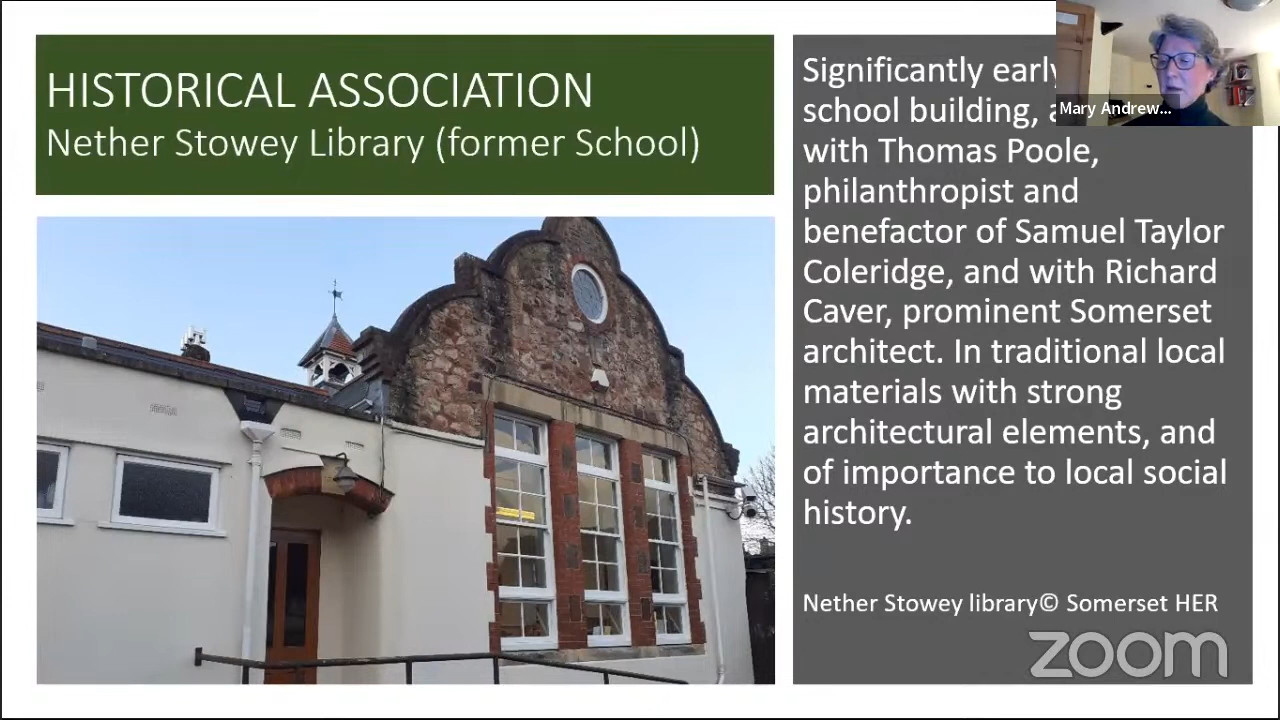 HISTORICAL ASSOCIATION
Nether Stowey Library (former School)
Significantly early
school building,
with Thomas Poole,
philanthropist and
benefactor of Samuel Taylor
Coleridge, and with Richard
Caver, prominent Somerset
architect. In traditional local
materials with strong
architectural elements, and
of importance to local social
history.
Nether Stowey library© Somerset HER
Mary Andrew...
zoom